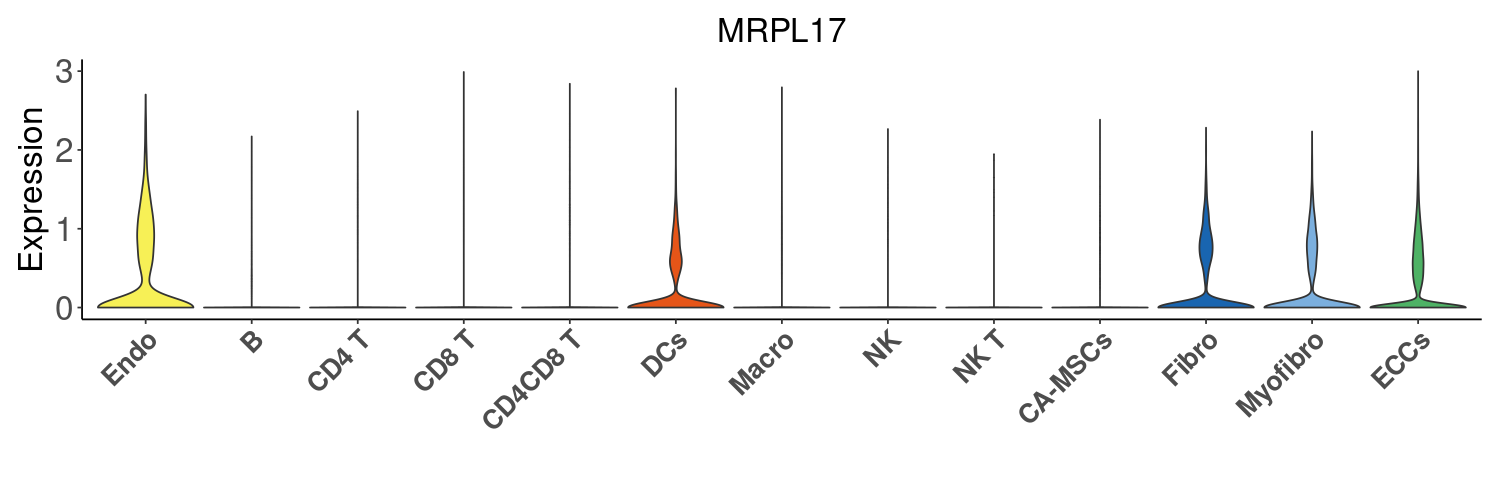 MRPL17
Expression
3
2
1
0
Endo
B
CD4 T
CD8 T
CD4CD8 T
DCs
Macro
NK
NK T
CA-MSCs
Fibro
Myofibro
ECCs